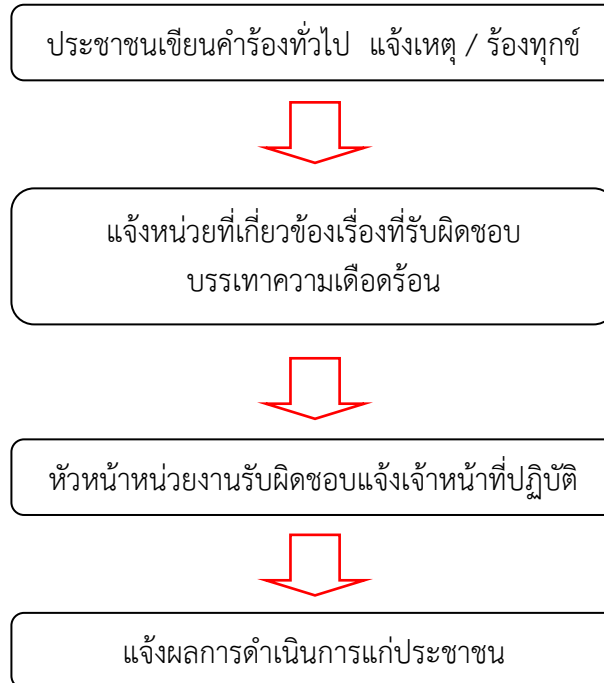 ประชาชนเขียนคำร้องทั่วไป แจ้งเหตุ / ร้องทุกข์
แจ้งหน่วยที่เกี่ยวข้องเรื่องที่รับผิดชอบ
บรรเทาความเดือดร้อน
หัวหน้าหน่วยงานรับผิดชอบแจ้งเจ้าหน้าที่ปฏิบัติ
แจ้งผลการดำเนินการแก่ประชาชน